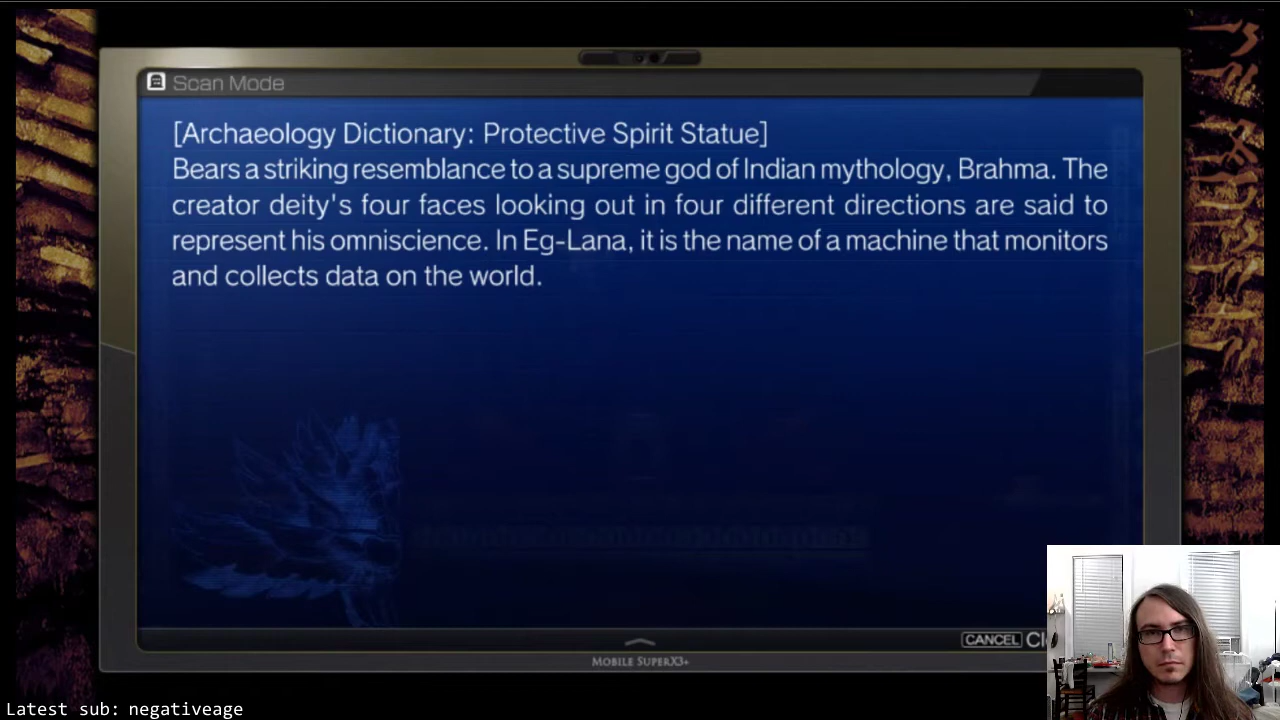 Scan Mode
[Archaeology Dictionary: Protective Spirit Statue]
Bears a striking resemblance to a supreme god of Indian mythology, Brahma. The
creator deity's four faces looking out in four different directions are said to
represent his omniscience. In Eg-Lana, it is the name of a machine that monitors
and collects data on the world.
CANCEL
MOBILE SUPERX3+
Latest sub: negativeage